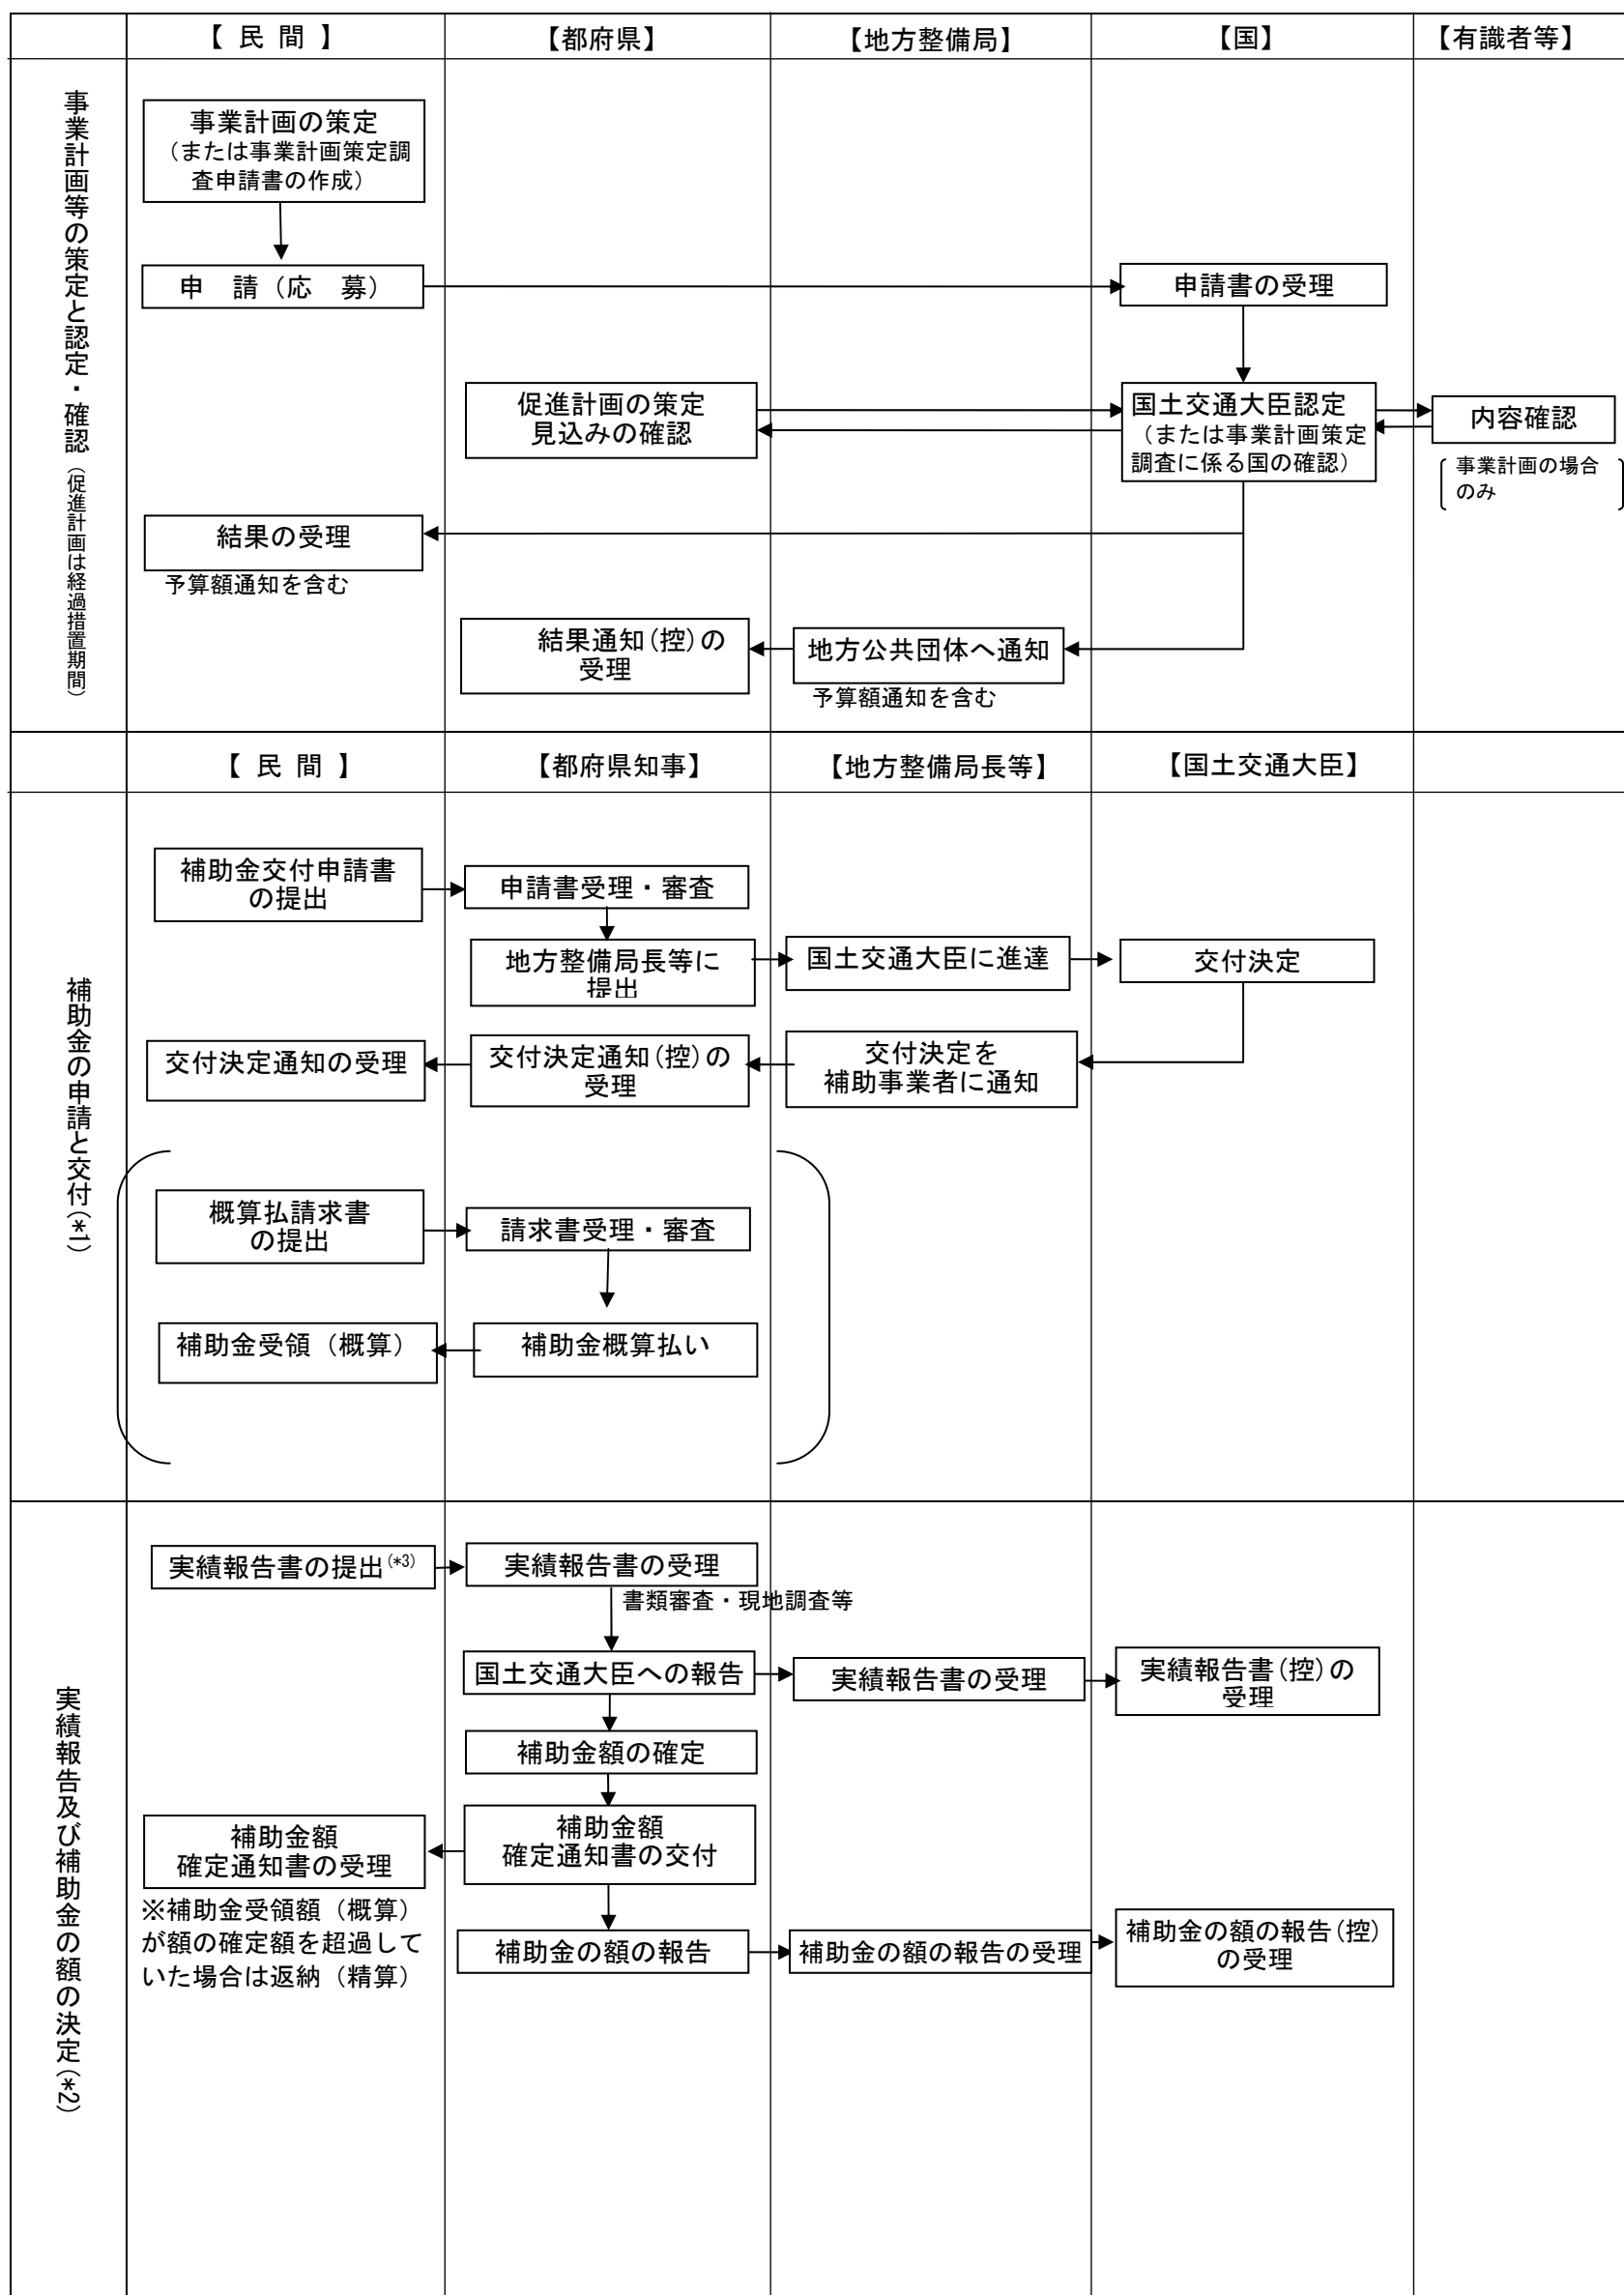 【 民 間 】
【都府県】
【地方整備局】
【国】
【有識者等】
事業計画等の策定と認定・確認(促進計画は経過措置期間)
事業計画の策定
(または事業計画策定調
査申請書の作成)
申 請(応 募)
申請書の受理
促進計画の策定
見込みの確認
国土交通大臣認定
(または事業計画策定
調査に係る国の確認)
内容確認
事業計画の場合
のみ
結果の受理
予算額通知を含む
結果通知(控)の
受理
地方公共団体へ通知
予算額通知を含む
【 民 間 】
【都府県知事】
【地方整備局長等】
【国土交通大臣】
補助金の申請と交付(*1)
補助金交付申請書
の提出
申請書受理・審査
地方整備局長等に
提出
国土交通大臣に進達
交付決定
交付決定通知の受理
交付決定通知(控)の
受理
交付決定を
補助事業者に通知
概算払請求書
の提出
請求書受理・審査
補助金受領(概算)
補助金概算払い
実績報告及び補助金の額の決定(*2)
実績報告書の提出(*3)
実績報告書の受理
書類審査・現地調査等
国土交通大臣への報告
実績報告書の受理
実績報告書(控)の
受理
補助金額の確定
補助金額
確定通知書の受理
補助金額
確定通知書の交付
※補助金受領額(概算)
が額の確定額を超過して
いた場合は返納(精算)
補助金の額の報告
補助金の額の報告の受理
補助金の額の報告(控)
の受理